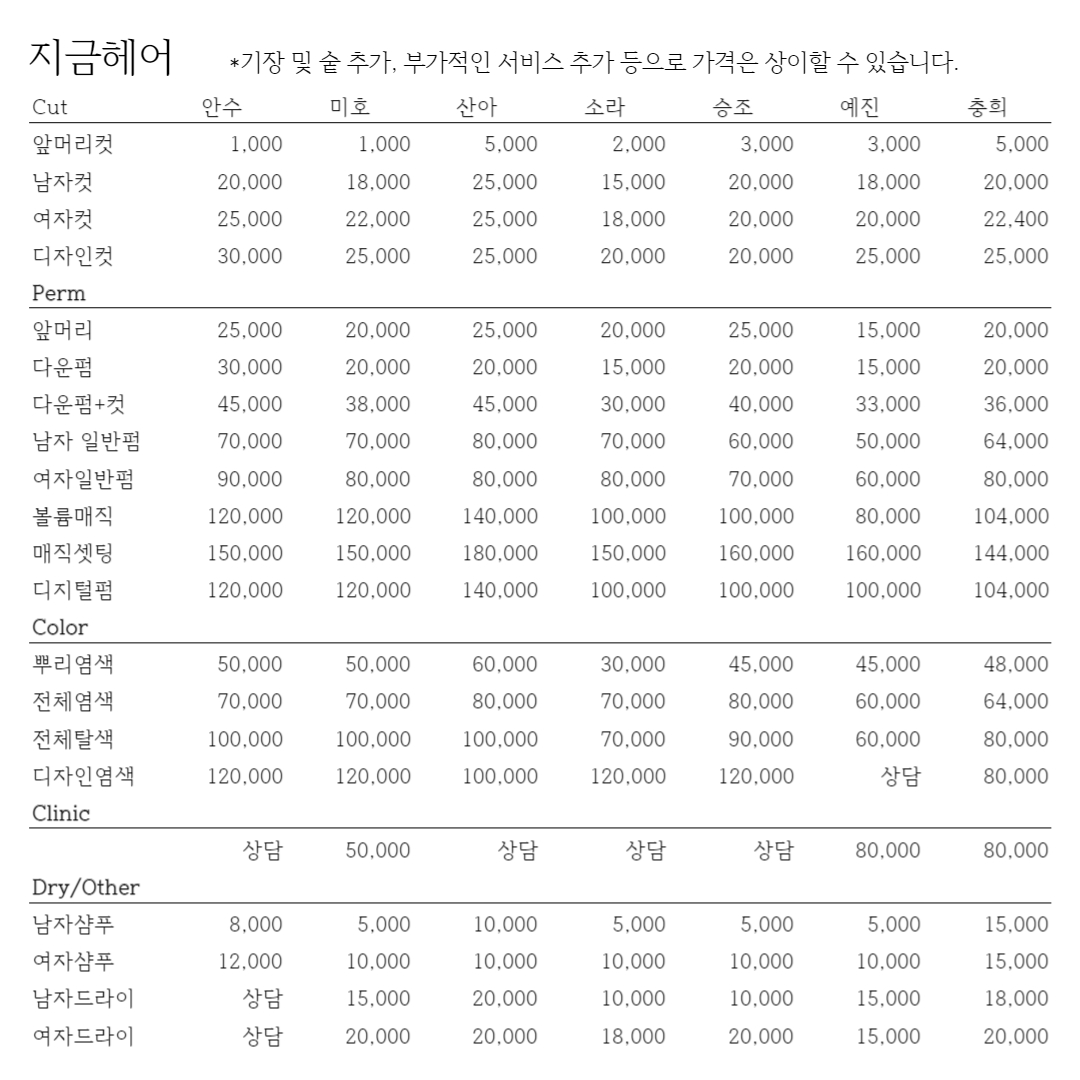 지금헤어 *기장 및 숱 추가, 부가적인 서비스 추가 등으로 가격은 상이할 수 있습니다.
Cut 안수 미호 산아 소라 승조 예진 충희
앞머리컷 1,000 1,000 5,000 2,000 3,000 3,000 5,000
남자컷 20,000 18,000 25,000 15,000 20,000 18,000 20,000
여자컷 25,000 22,000 25,000 18,000 20,000 20,000 22,400
디자인컷 30,000 25,000 25,000 20,000 20,000 25,000 25,000
Perm
앞머리 25,000 20,000 25,000 20,000 25,000 15,000 20,000
다운펌 30,000 20,000 20,000 15,000 20,000 15,000 20,000
다운펌+컷 45,000 38,000 45,000 30,000 40,000 33,000 36,000
남자 일반펌 70,000 70,000 80,000 70,000 60,000 50,000 64,000
여자일반펌 90,000 80,000 80,000 80,000 70,000 60,000 80,000
볼륨매직 120,000 120,000 140,000 100,000 100,000 80,000 104,000
매직셋팅 150,000 150,000 180,000 150,000 160,000 160,000 144,000
디지털펌 120,000 120,000 140,000 100,000 100,000 100,000 104,000
Color
뿌리염색 50,000 50,000 60,000 30,000 45,000 45,000 48,000
전체염색 70,000 70,000 80,000 70,000 80,000 60,000 64,000
전체탈색 100,000 100,000 100,000 70,000 90,000 60,000 80,000
디자인염색 120,000 120,000 100,000 120,000 120,000 상담 80,000
Clinic
상담 50,000 상담 상담 상담 80,000 80,000
Dry/Other
남자샴푸 8,000 5,000 10,000 5,000 5,000 5,000 15,000
여자샴푸 12,000 10,000 10,000 10,000 10,000 10,000 15,000
남자드라이 상담 15,000 20,000 10,000 10,000 15,000 18,000
여자드라이 상담 20,000 20,000 18,000 20,000 15,000 20,000